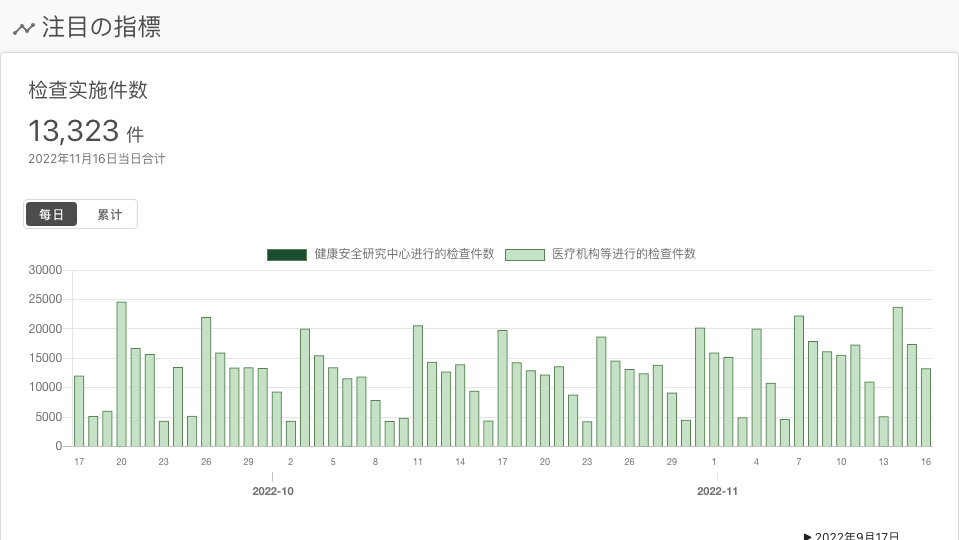 注目の指標
检查实施件数
13,323 件
2022年11月16日当日合计
每日 累计
健康安全研究中心进行的检查件数 医疗机构等进行的检查件数
30000
25000
20000
15000
10000
5000
0
17 20 23 26 29 2 5 8 11 14 17 20 23 26 29 1 4 7 10 13 16
2022-10 2022-11
▶ 2022年9月17日